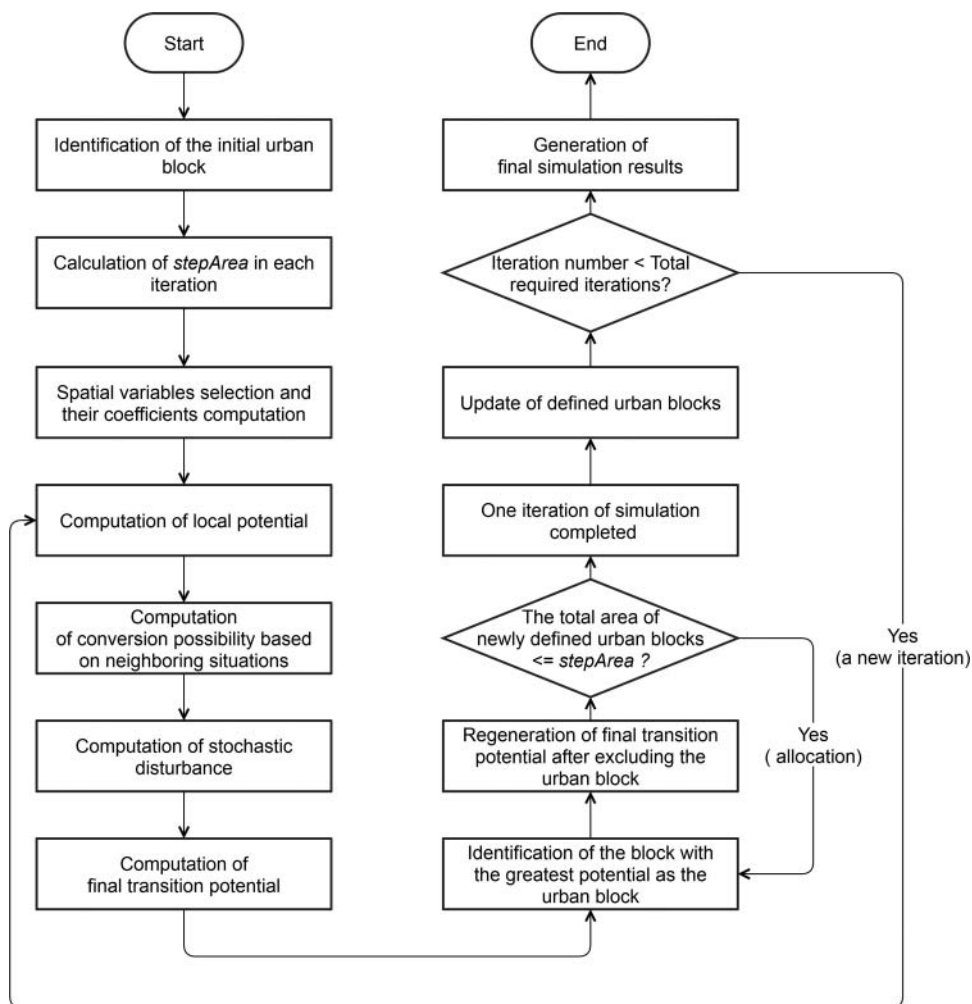 Start
Identification of the initial urban
block
Calculation of stepArea in each
iteration
Spatial variables selection and
their coefficients computation
Computation of local potential
Computation
of conversion possibility based
on neighboring situations
Computation of stochastic
disturbance
Computation of
final transition potential
End
Generation of
final simulation results
Iteration number < Total
required iterations?
Update of defined urban blocks
One iteration of simulation
completed
The total area of
newly defined urban blocks
<= stepArea ?
Regeneration of final transition
potential after excluding the
urban block
Identification of the block with
the greatest potential as the
urban block
Yes
( allocation)
Yes
(a new iteration)